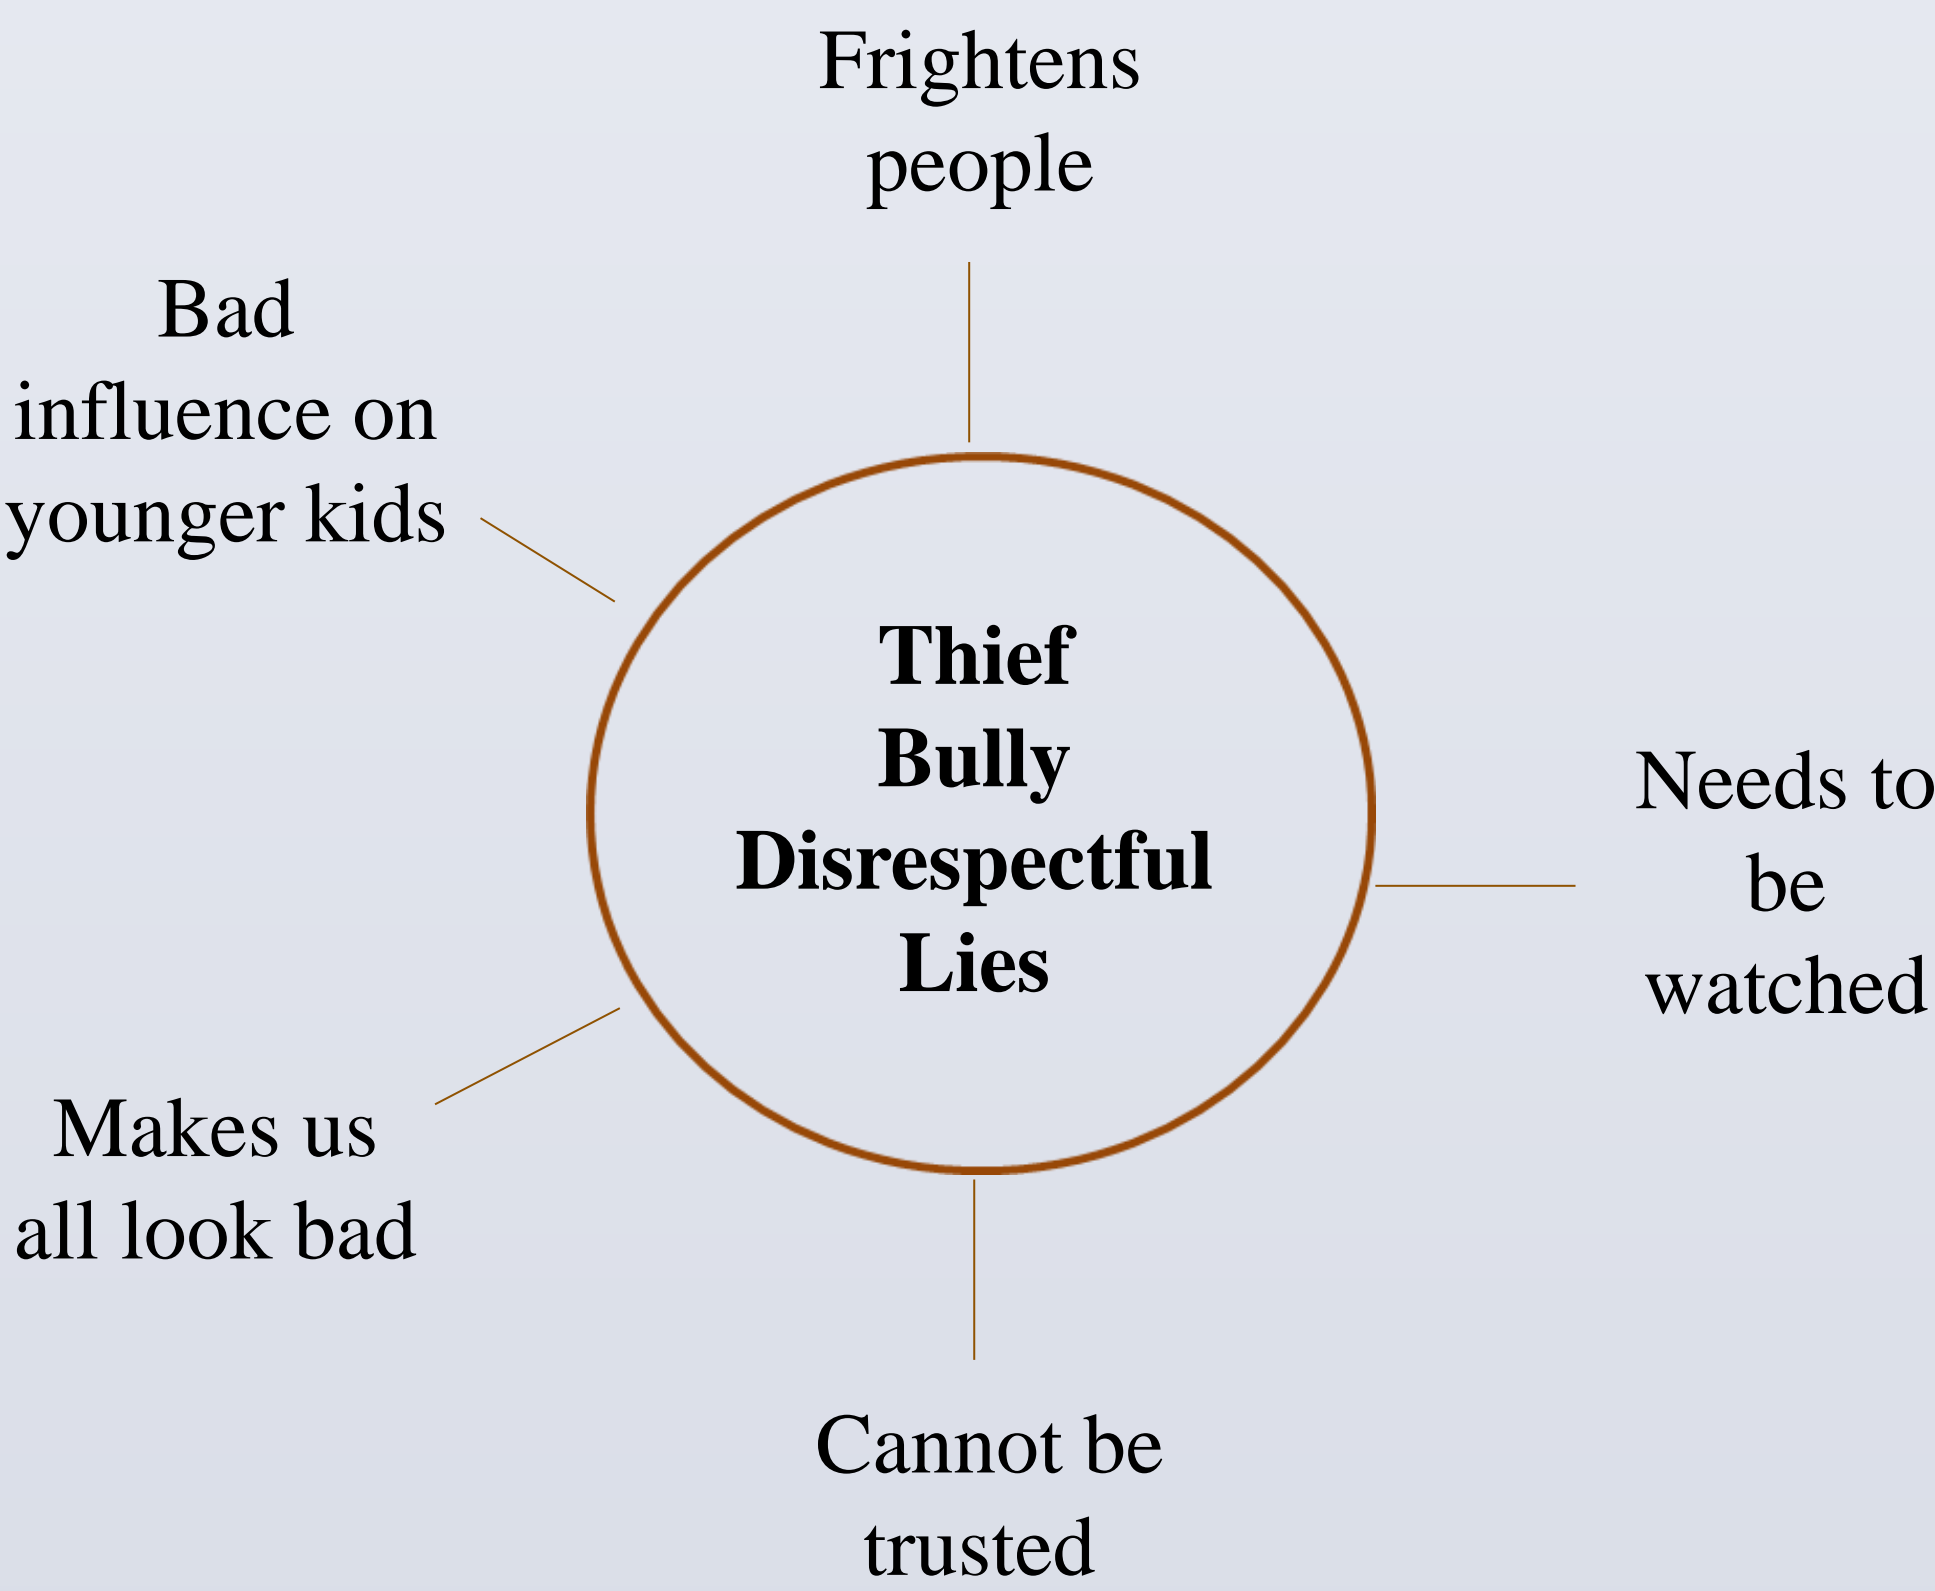 Frightens
people
Bad
influence on
younger kids
Thief
Bully
Disrespectful
Lies
Needs to
be
watched
Makes us
all look bad
Cannot be
trusted